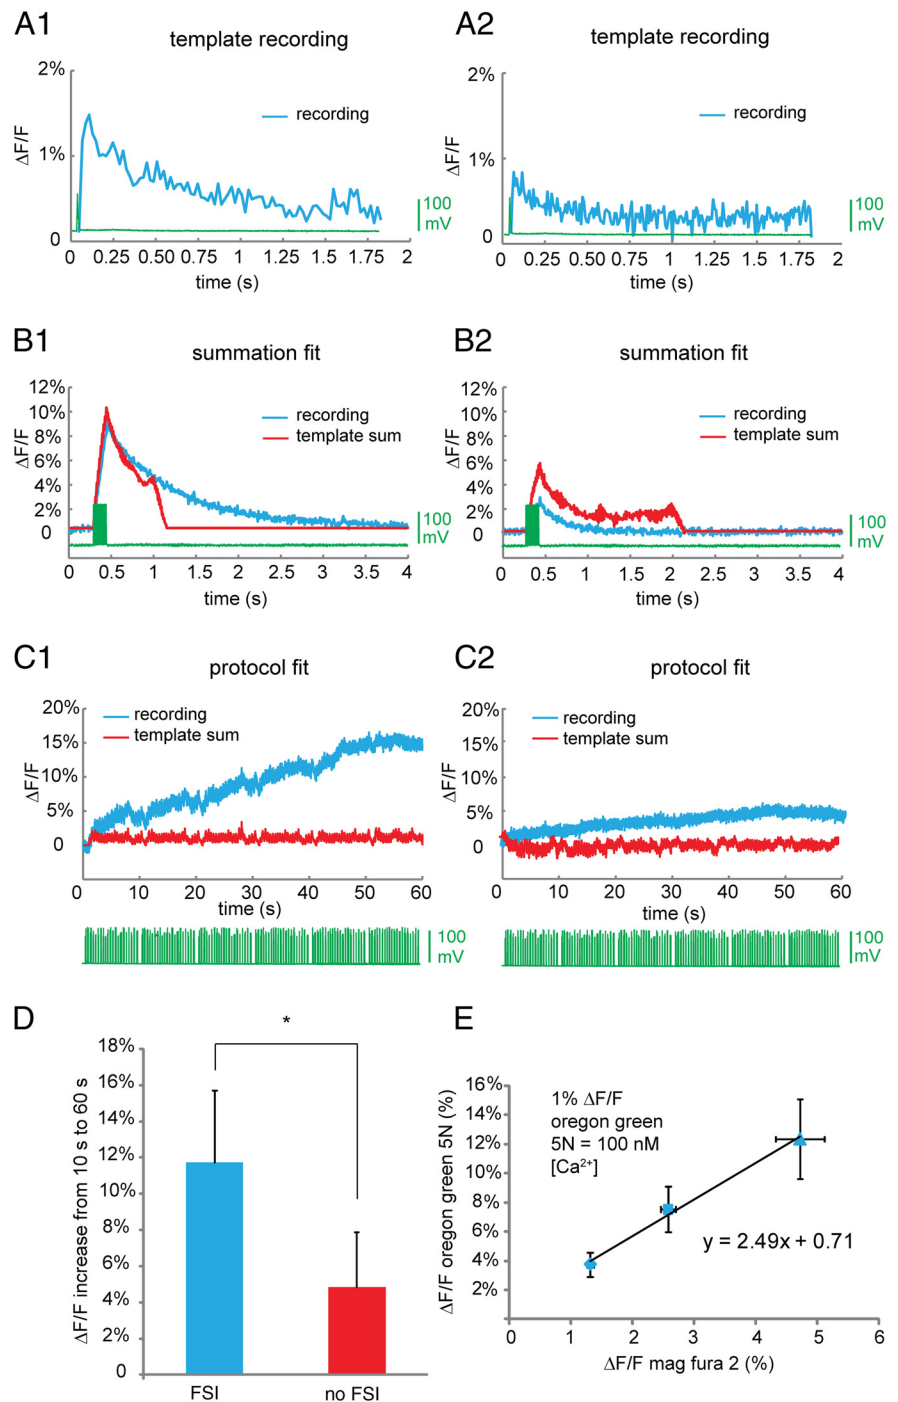 A1
template recording
2%
1%
0
ΔF/F
recording
100
mV
0 0.25 0.50 0.75 1 1.25 1.5 1.75 2
time (s)
A2
template recording
2%
1%
0
ΔF/F
recording
100
mV
0 0.25 0.50 0.75 1 1.25 1.5 1.75 2
time (s)
B1
summation fit
12%
10%
8%
6%
4%
2%
0
ΔF/F
recording
template sum
100
mV
0 0.5 1 1.5 2 2.5 3 3.5 4
time (s)
B2
summation fit
12%
10%
8%
6%
4%
2%
0
ΔF/F
recording
template sum
100
mV
0 0.5 1 1.5 2 2.5 3 3.5 4
time (s)
C1
protocol fit
20%
15%
10%
5%
0
ΔF/F
recording
template sum
0 10 20 30 40 50 60
time (s)
100
mV
C2
protocol fit
20%
15%
10%
5%
0
ΔF/F
recording
template sum
0 10 20 30 40 50 60
time (s)
100
mV
D
*
18%
16%
14%
12%
10%
8%
6%
4%
2%
0
ΔF/F increase from 10 s to 60 s
FSI no FSI
E
16%
14%
12%
10%
8%
6%
4%
2%
ΔF/F oregon green 5N (%)
1% ΔF/F
oregon green
5N = 100 nM
[Ca²⁺]
y = 2.49x + 0.71
0 1 2 3 4 5 6
ΔF/F mag fura 2 (%)